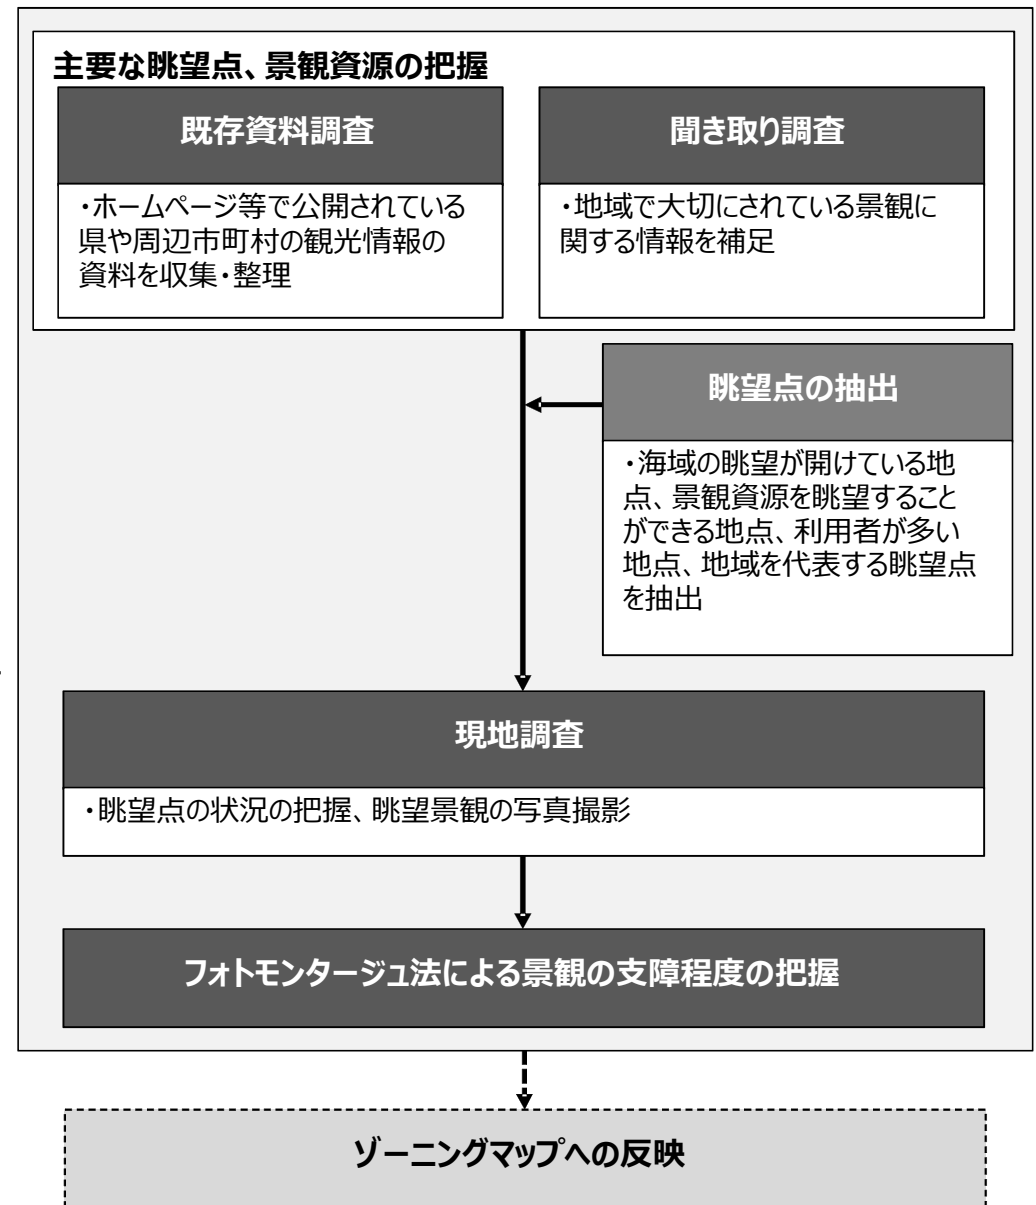 主要な眺望点、景観資源の把握
既存資料調査
・ホームページ等で公開されている
県や周辺市町村の観光情報の
資料を収集・整理
聞き取り調査
・地域で大切にされている景観に
関する情報を補足
眺望点の抽出
・海域の眺望が開けている地
点、景観資源を眺望すること
ができる地点、利用者が多い
地点、地域を代表する眺望点
を抽出
現地調査
・眺望点の状況の把握、眺望景観の写真撮影
フォトモンタージュ法による景観の支障程度の把握
ゾーニングマップへの反映